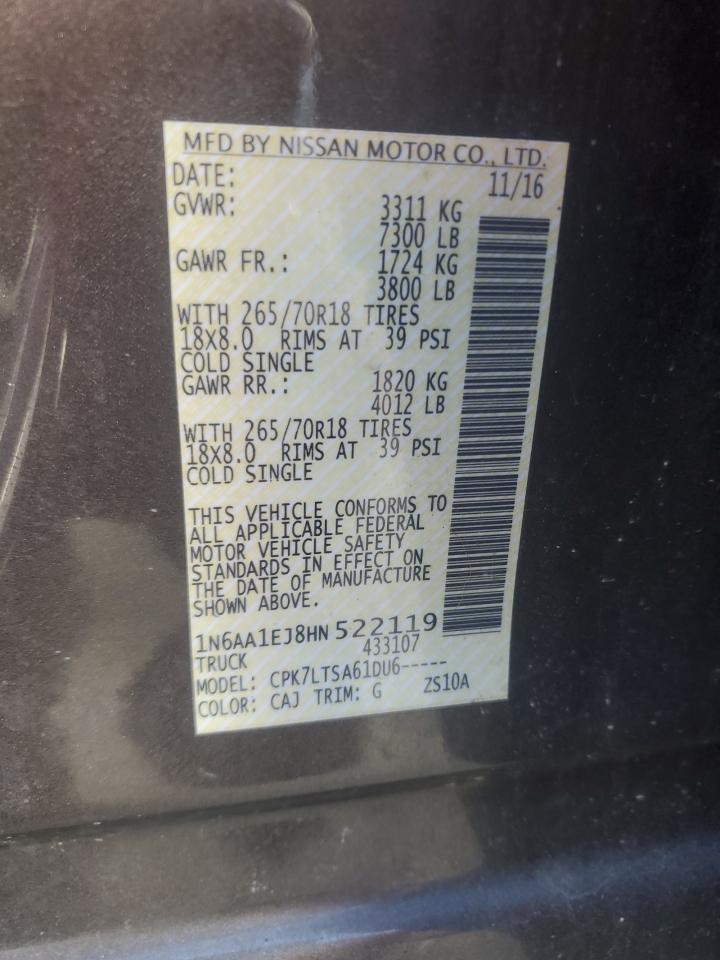 MFD BY NISSAN MOTOR CO., LTD.
DATE: 11/16
GVWR: 3311 KG
7300 LB
GAWR FR.: 1724 KG
3800 LB
WITH 265/70R18 TIRES
18X8.0 RIMS AT 39 PSI
COLD SINGLE
GAWR RR.: 1820 KG
4012 LB
WITH 265/70R18 TIRES
18X8.0 RIMS AT 39 PSI
COLD SINGLE
THIS VEHICLE CONFORMS TO
ALL APPLICABLE FEDERAL
MOTOR VEHICLE SAFETY
STANDARDS IN EFFECT ON
THE DATE OF MANUFACTURE
SHOWN ABOVE.
1N6AA1EJ8HN 522119
TRUCK 433107
MODEL: CPK7LTSA61DU6-----
COLOR: CAJ TRIM: G ZS10A